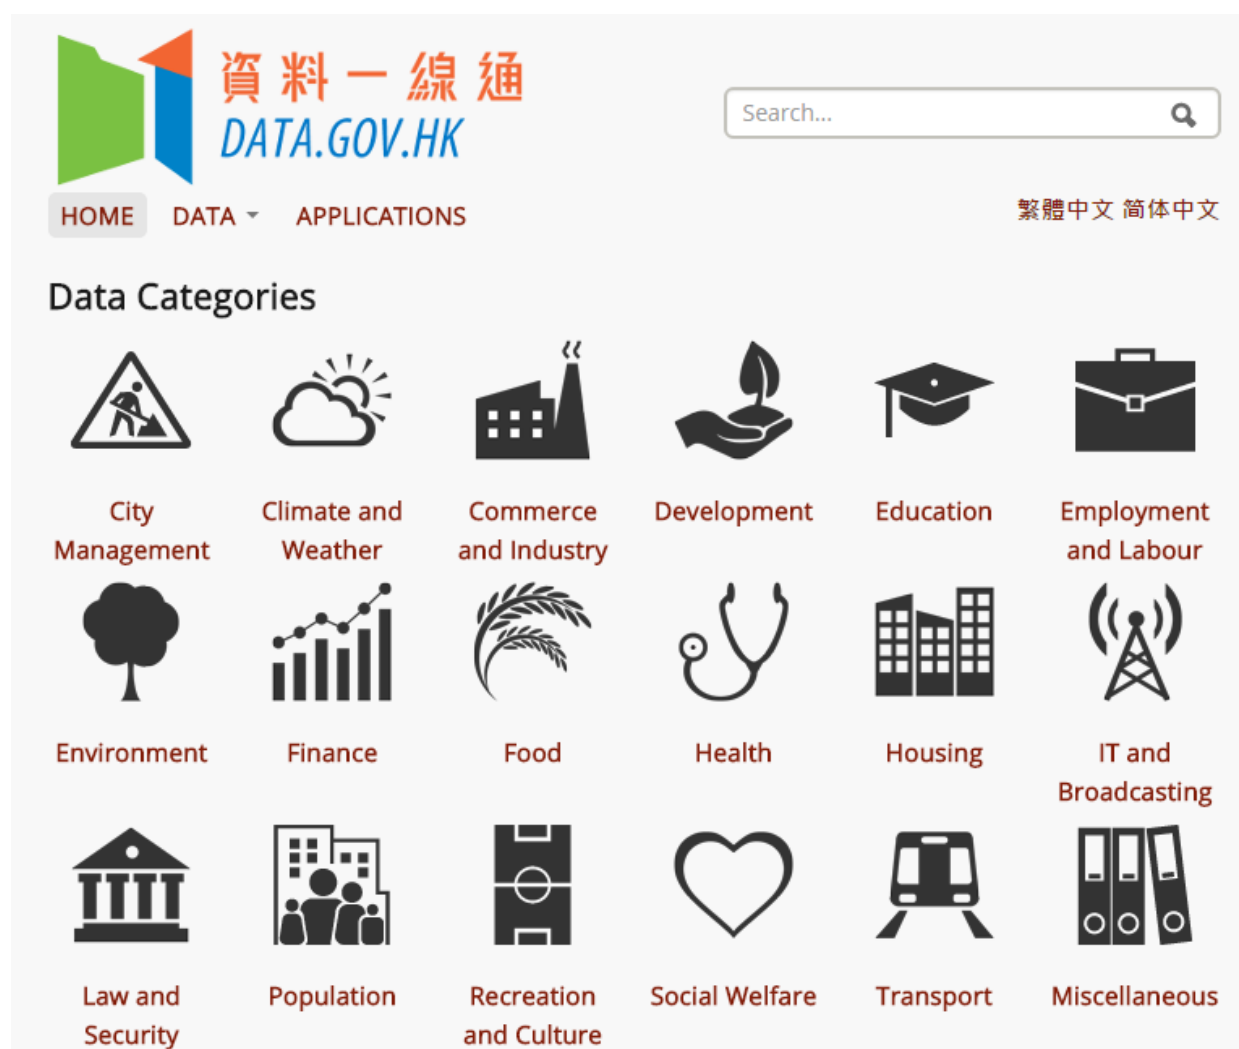 資料一線通
DATA.GOV.HK
Search...
HOME DATA APPLICATIONS
繁體中文 简体中文
Data Categories
City
Management
Climate and
Weather
Commerce
and Industry
Development
Education
Employment
and Labour
Environment
Finance
Food
Health
Housing
IT and
Broadcasting
Law and
Security
Population
Recreation
and Culture
Social Welfare
Transport
Miscellaneous